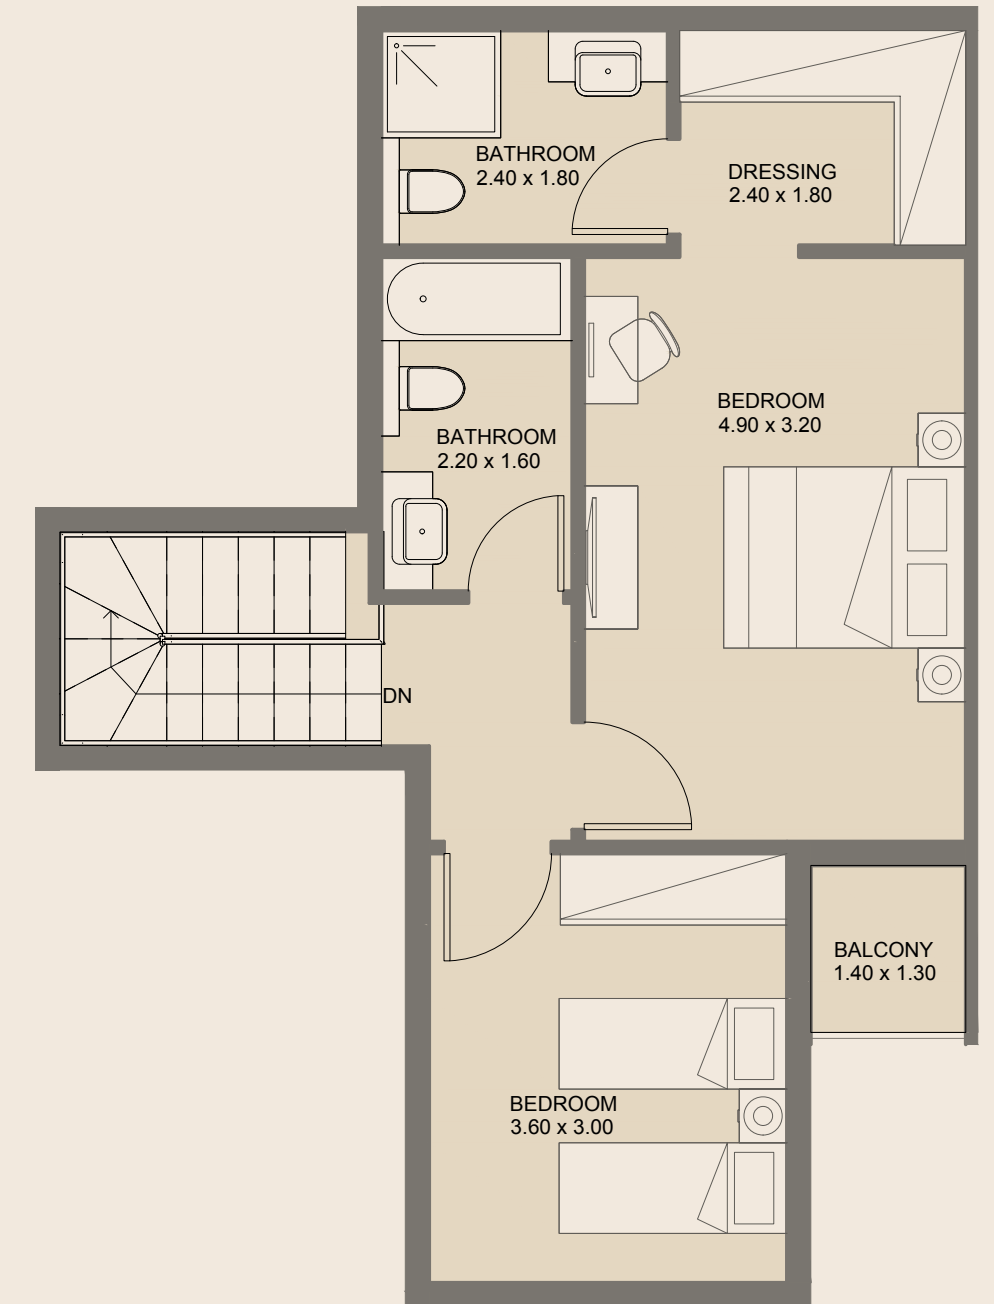 BATHROOM
2.40 x 1.80
DRESSING
2.40 x 1.80
BEDROOM
4.90 x 3.20
BATHROOM
2.20 x 1.60
DN
BALCONY
1.40 x 1.30
BEDROOM
3.60 x 3.00